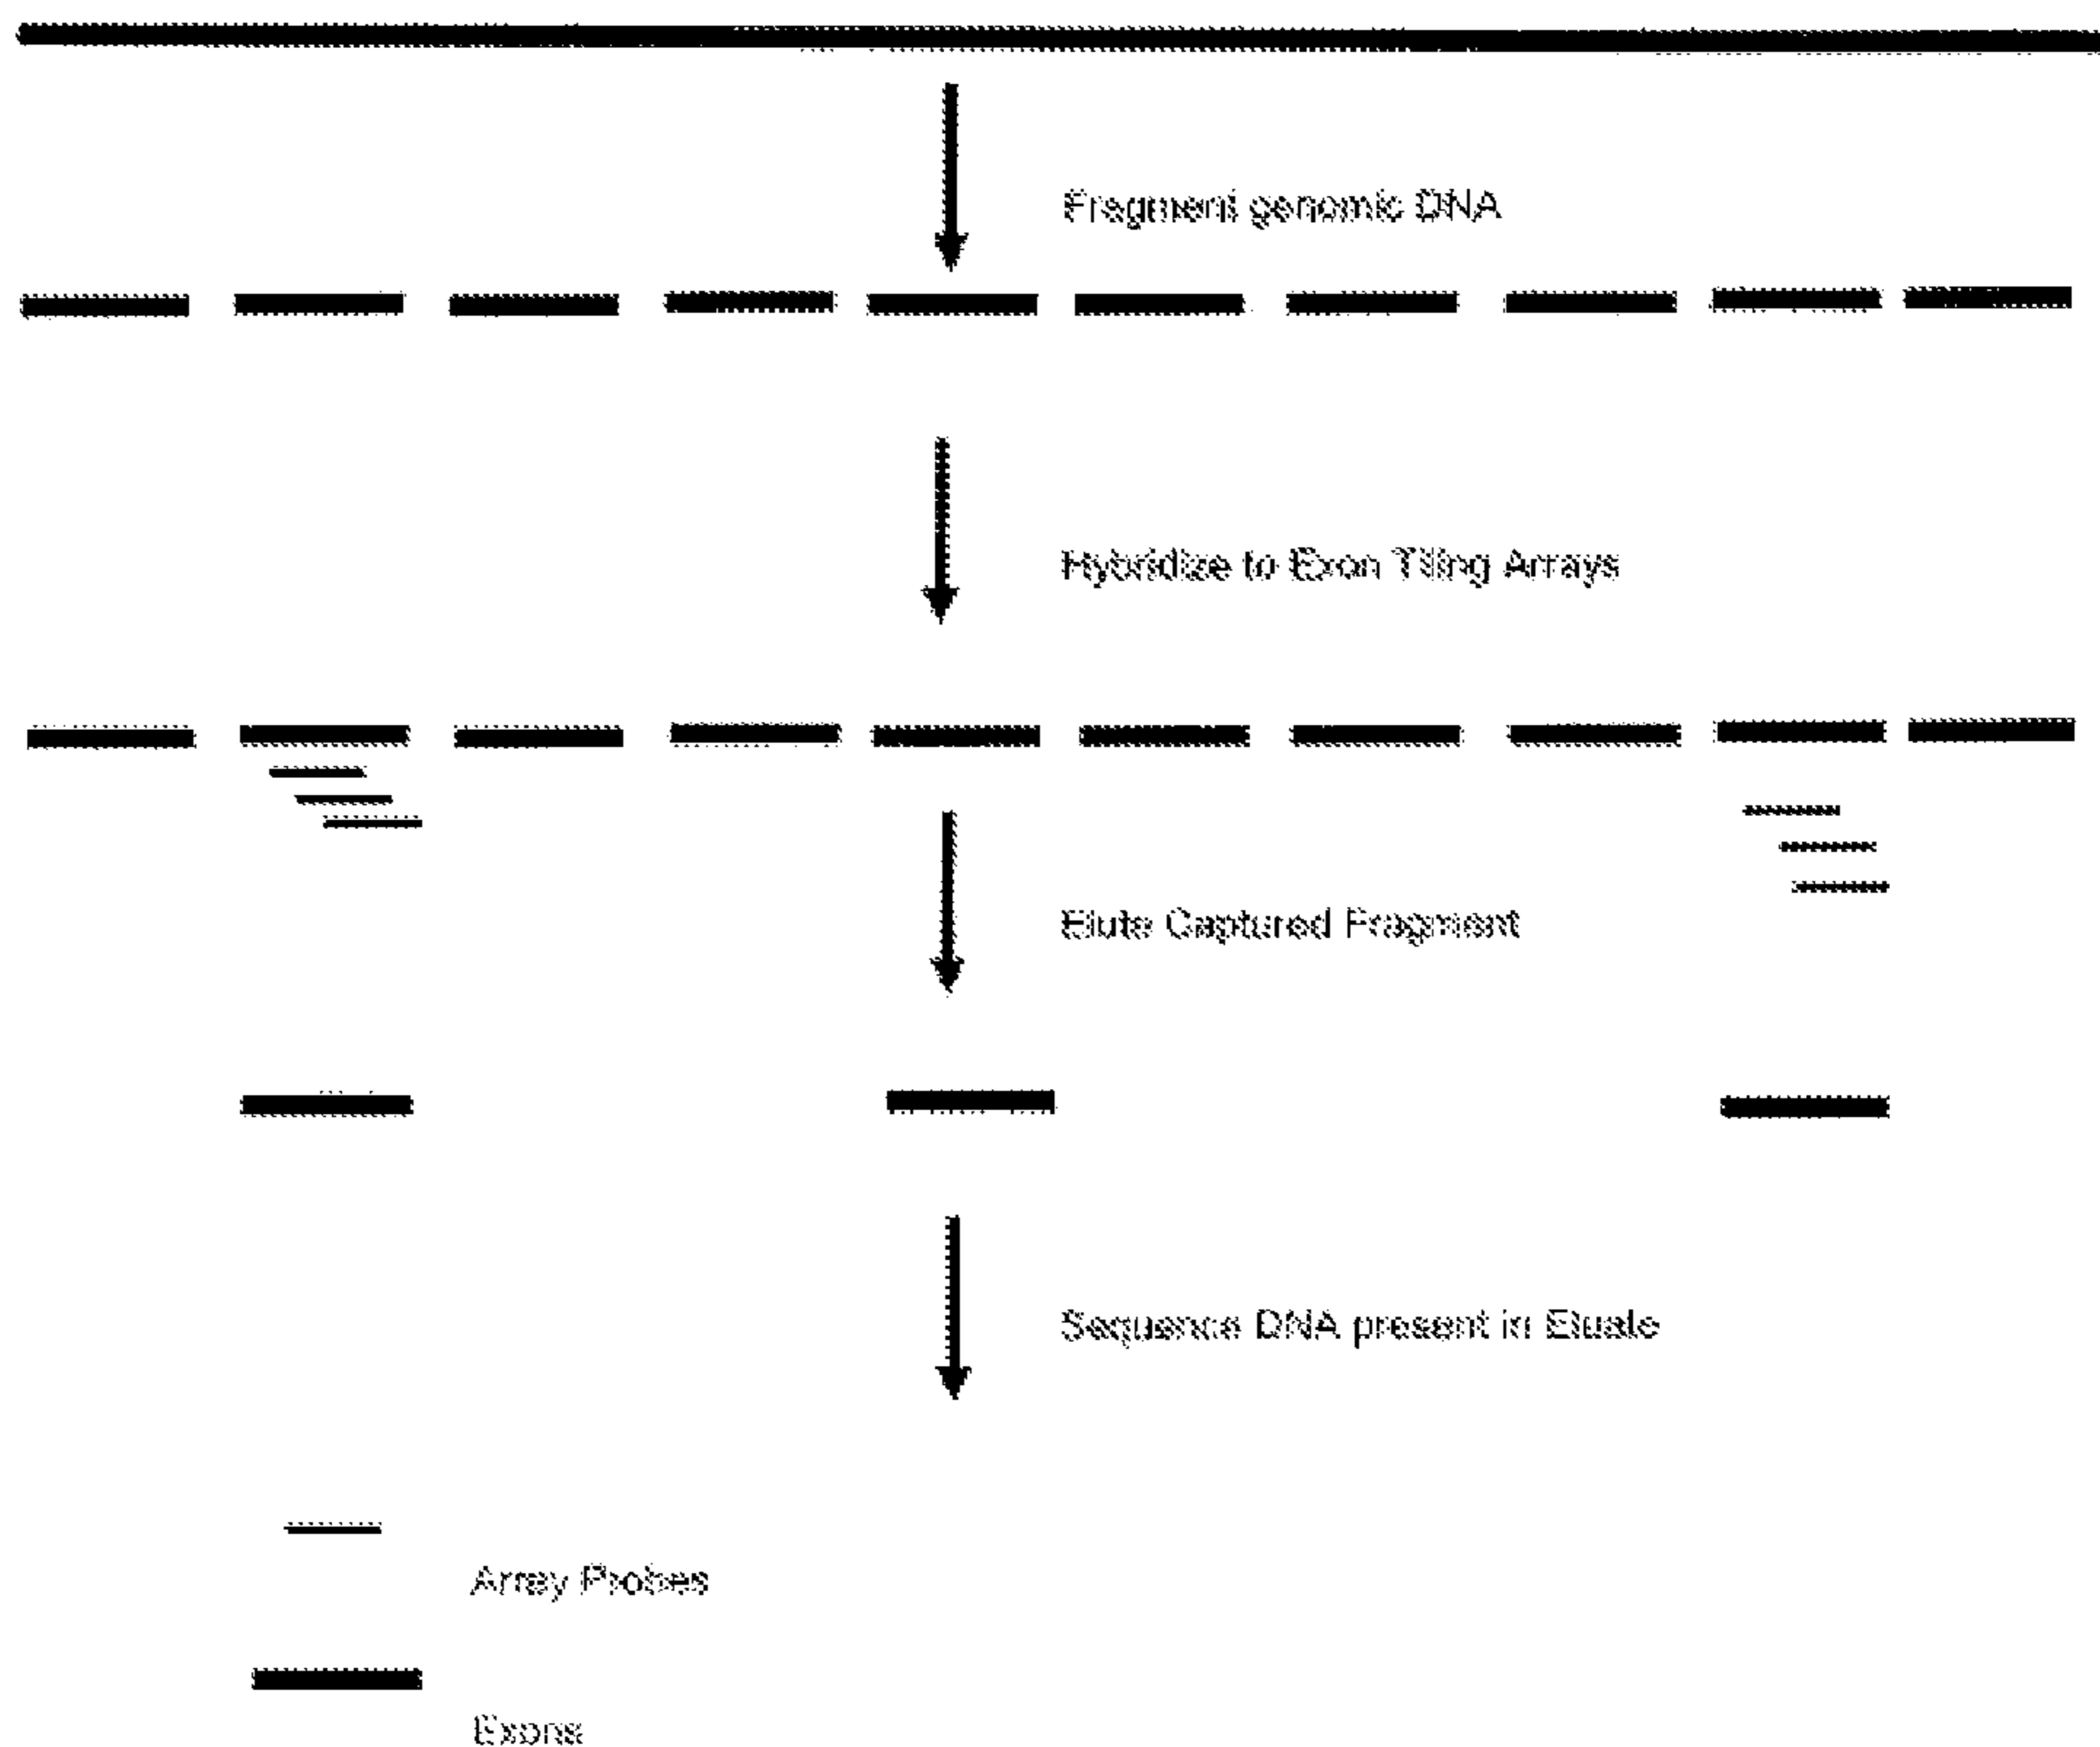 Fragment genomic DNA
Hybridize to Exon Tiling Arrays
Elute Captured Fragment
Sequence DNA present in Eluate
Array Probes
Exons